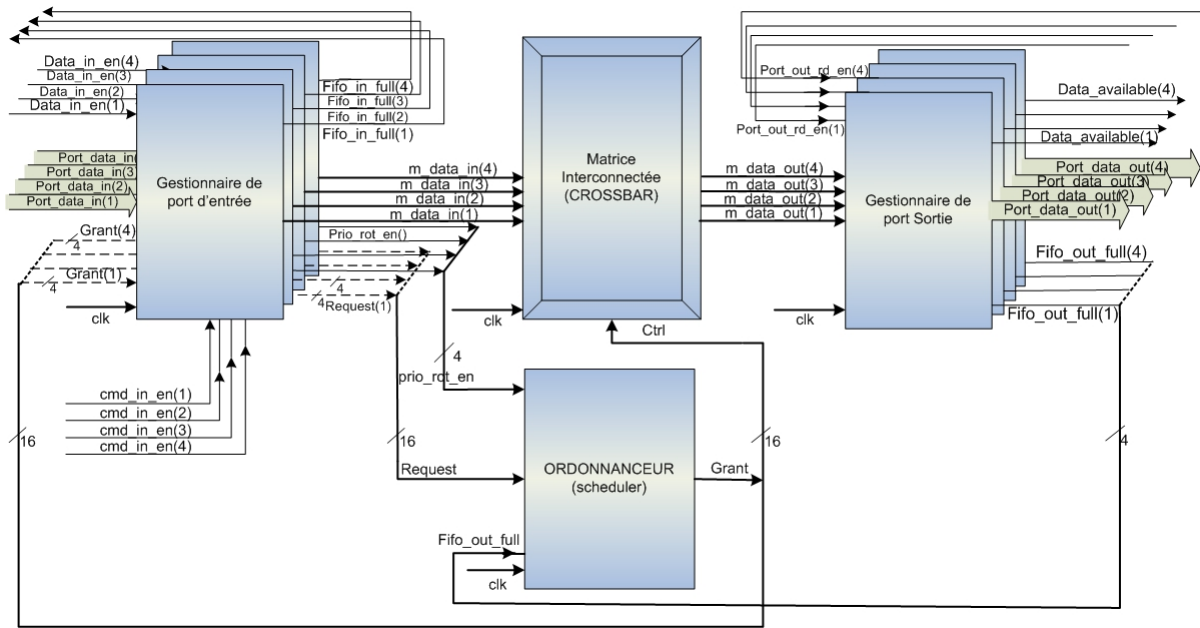 Data_in_en(4)
Data_in_en(3)
Data_in_en(2)
Data_in_en(1)
Port_data_in(
Port_data_in(3
Port_data_in(2)
Port_data_in(1)
Grant(4)
4
4
Grant(1)
clk
Gestionnaire de
port d'entrée
Fifo_in_full(4)
Fifo_in_full(3)
Fifo_in_full(2)
Fifo_in_full(1)
m_data_in(4)
m_data_in(3)
m_data_in(2)
m_data_in(1)
Prio_rot_en()
4
4
Request(1)
cmd_in_en(1)
cmd_in_en(2)
cmd_in_en(3)
cmd_in_en(4)
16
Matrice
Interconnectée
(CROSSBAR)
clk
Ctrl
m_data_out(4)
m_data_out(3)
m_data_out(2)
m_data_out(1)
Port_out_rd_en(4)
Port_out_rd_en(1)
Gestionnaire de
port Sortie
clk
Data_available(4)
Data_available(1)
Port_data_out(4)
Port_data_out(3
Port_data_out(2)
Port_data_out(1)
Fifo_out_full(4)
Fifo_out_full(1)
4
prio_rot_en
16
Request
ORDONNANCEUR
(scheduler)
Grant
16
4
Fifo_out_full
clk